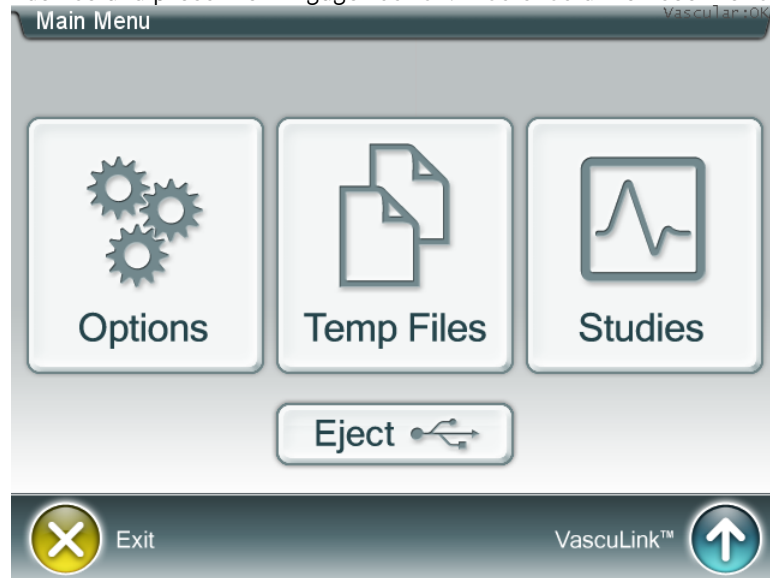 Main Menu
Vascular:OK
Options
Temp Files
Studies
Eject
Exit
VascuLink™